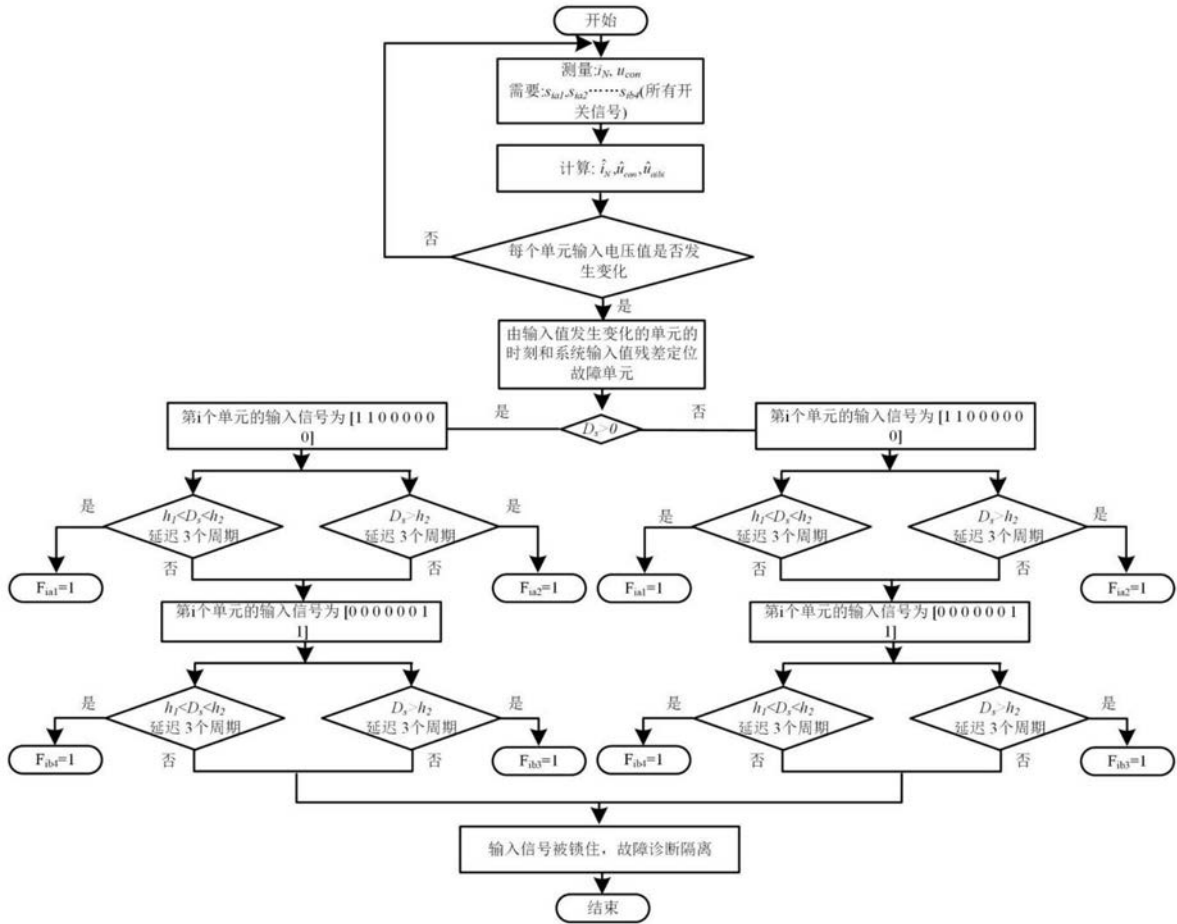 开始
测量:i_N, u_con
需要:s_ia1,s_ia2······s_ib4(所有开
关信号)
计算: î_N,û_con,û_aibi
每个单元输入电压值是否发
生变化
否
是
由输入值发生变化的单元的
时刻和系统输入值残差定位
故障单元
D_s>0
是
否
第i个单元的输入信号为 [1 1 0 0 0 0 0
0]
第i个单元的输入信号为 [1 1 0 0 0 0 0
0]
是
h_1<D_s<h_2
延迟 3个周期
否
D_s>h_2
延迟 3个周期
是
否
是
h_1<D_s<h_2
延迟 3个周期
否
D_s>h_2
延迟 3个周期
是
否
F_ia1=1
F_ia2=1
F_ia1=1
F_ia2=1
第i个单元的输入信号为 [0 0 0 0 0 0 1
1]
第i个单元的输入信号为 [0 0 0 0 0 0 1
1]
是
h_1<D_s<h_2
延迟 3个周期
否
D_s>h_2
延迟 3个周期
是
否
是
h_1<D_s<h_2
延迟 3个周期
否
D_s>h_2
延迟 3个周期
是
否
F_ib4=1
F_ib3=1
F_ib4=1
F_ib3=1
输入信号被锁住，故障诊断隔离
结束